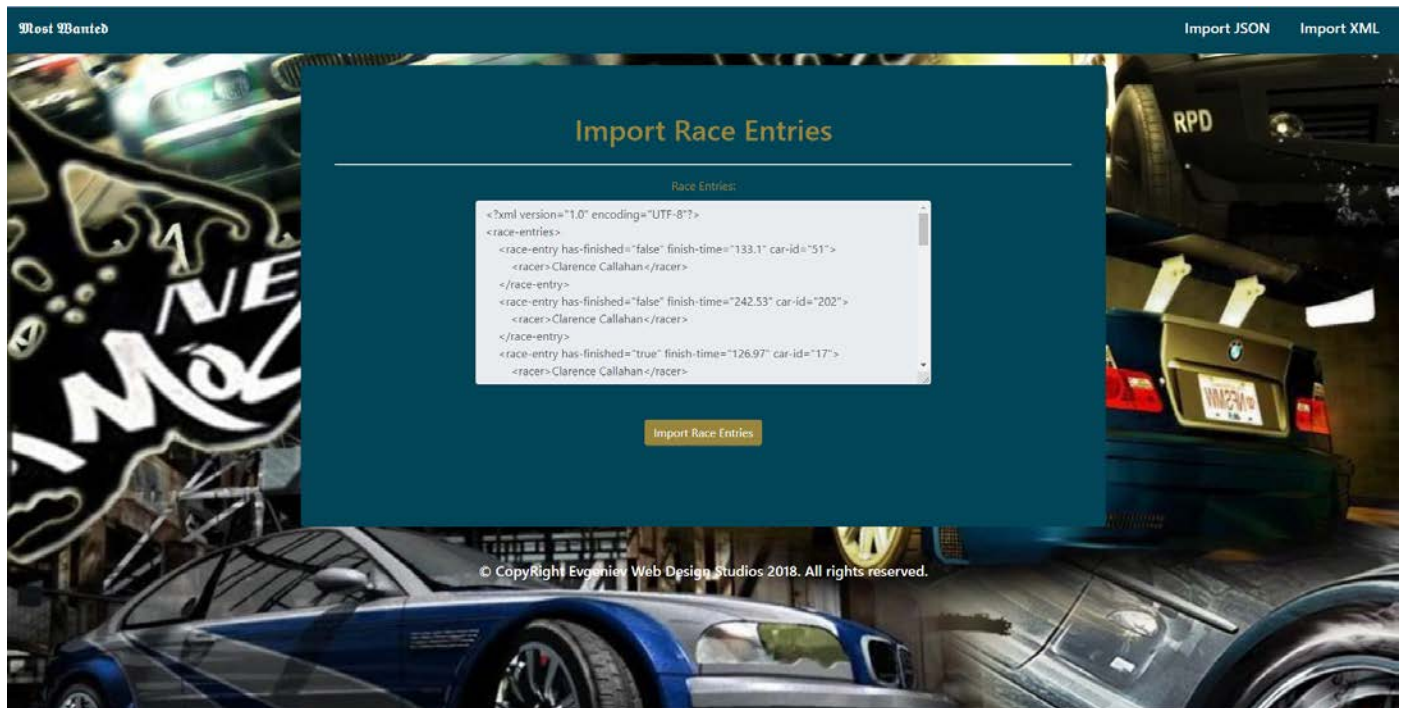 Most Wanted
Import JSON Import XML
Import Race Entries
Race Entries:
<?xml version="1.0" encoding="UTF-8"?>
<race-entries>
<race-entry has-finished="false" finish-time="133.1" car-id="51">
<racer>Clarence Callahan</racer>
</race-entry>
<race-entry has-finished="false" finish-time="242.53" car-id="202">
<racer>Clarence Callahan</racer>
</race-entry>
<race-entry has-finished="true" finish-time="126.97" car-id="17">
<racer>Clarence Callahan</racer>
Import Race Entries
RPD
© CopyRight Evgeniev Web Design Studios 2018. All rights reserved.